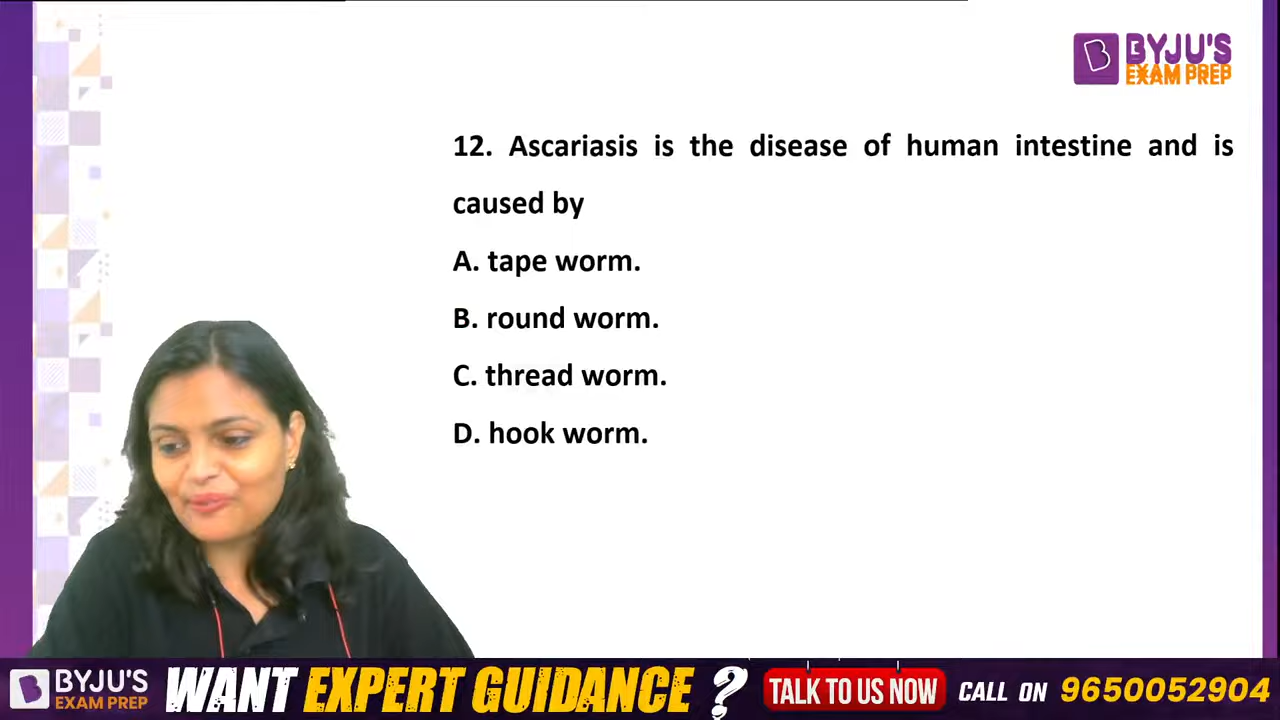 BYJU'S
EXAM PREP
12. Ascariasis is the disease of human intestine and is
caused by
A. tape worm.
B. round worm.
C. thread worm.
D. hook worm.
BYJU'S
EXAM PREP
WANT EXPERT GUIDANCE ?
TALK TO US NOW
CALL ON 9650052904